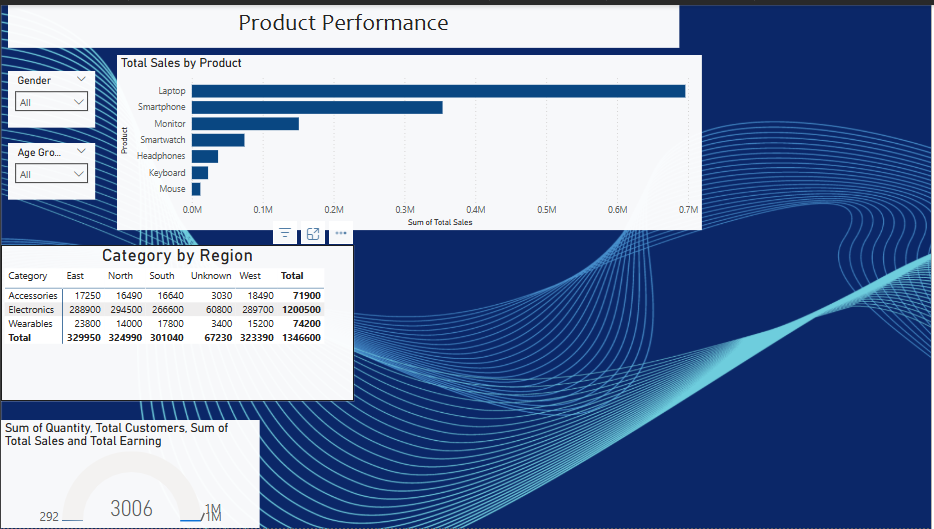 Product Performance
Total Sales by Product
Gender
All
Age Gro...
All
Product
Laptop
Smartphone
Monitor
Smartwatch
Headphones
Keyboard
Mouse
0.0M 0.1M 0.2M 0.3M 0.4M 0.5M 0.6M 0.7M
Sum of Total Sales
Category by Region
Category East North South Unknown West Total
Accessories 17250 16490 16640 3030 18490 71900
Electronics 288900 294500 266600 60800 289700 1200500
Wearables 23800 14000 17800 3400 15200 74200
Total 329950 324990 301040 67230 323390 1346600
Sum of Quantity, Total Customers, Sum of
Total Sales and Total Earning
292
3006
1M
1M